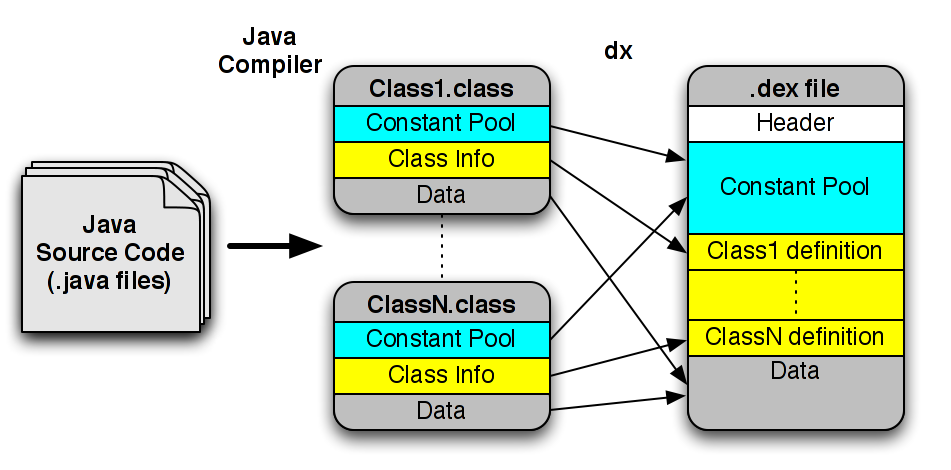 Java
Compiler
dx
Java
Source Code
(.java files)
Class1.class
Constant Pool
Class Info
Data
ClassN.class
Constant Pool
Class Info
Data
.dex file
Header
Constant Pool
Class1 definition
ClassN definition
Data